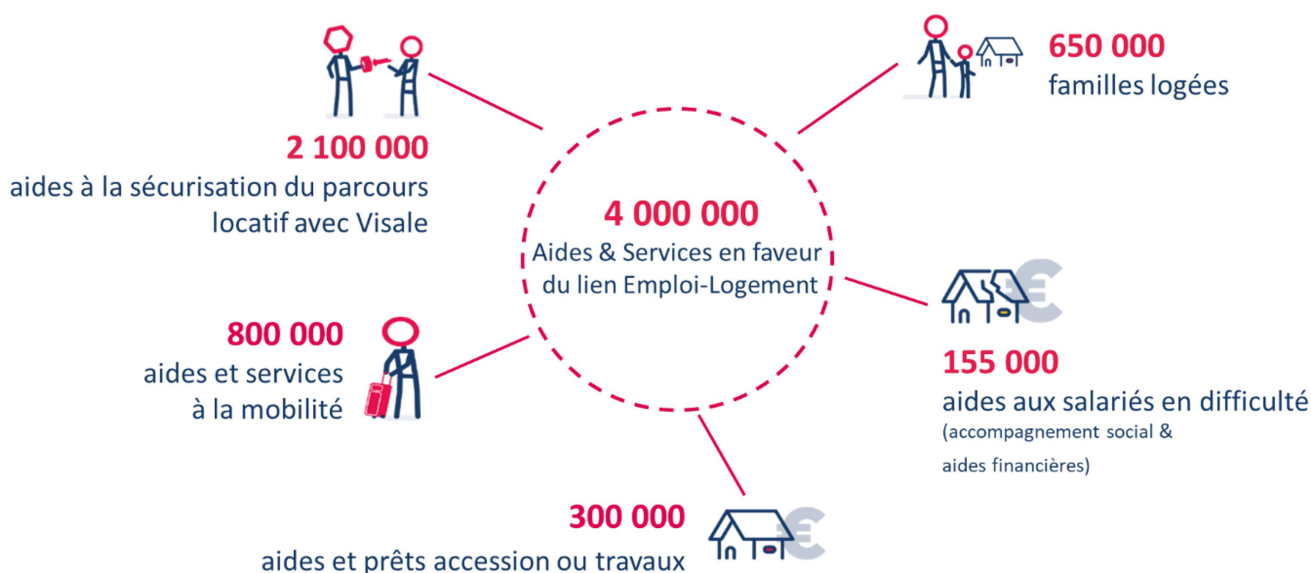 2 100 000
aides à la sécurisation du parcours
locatif avec Visale
650 000
familles logées
4 000 000
Aides & Services en faveur
du lien Emploi-Logement
800 000
aides et services
à la mobilité
155 000
aides aux salariés en difficulté
(accompagnement social &
aides financières)
300 000
aides et prêts accession ou travaux